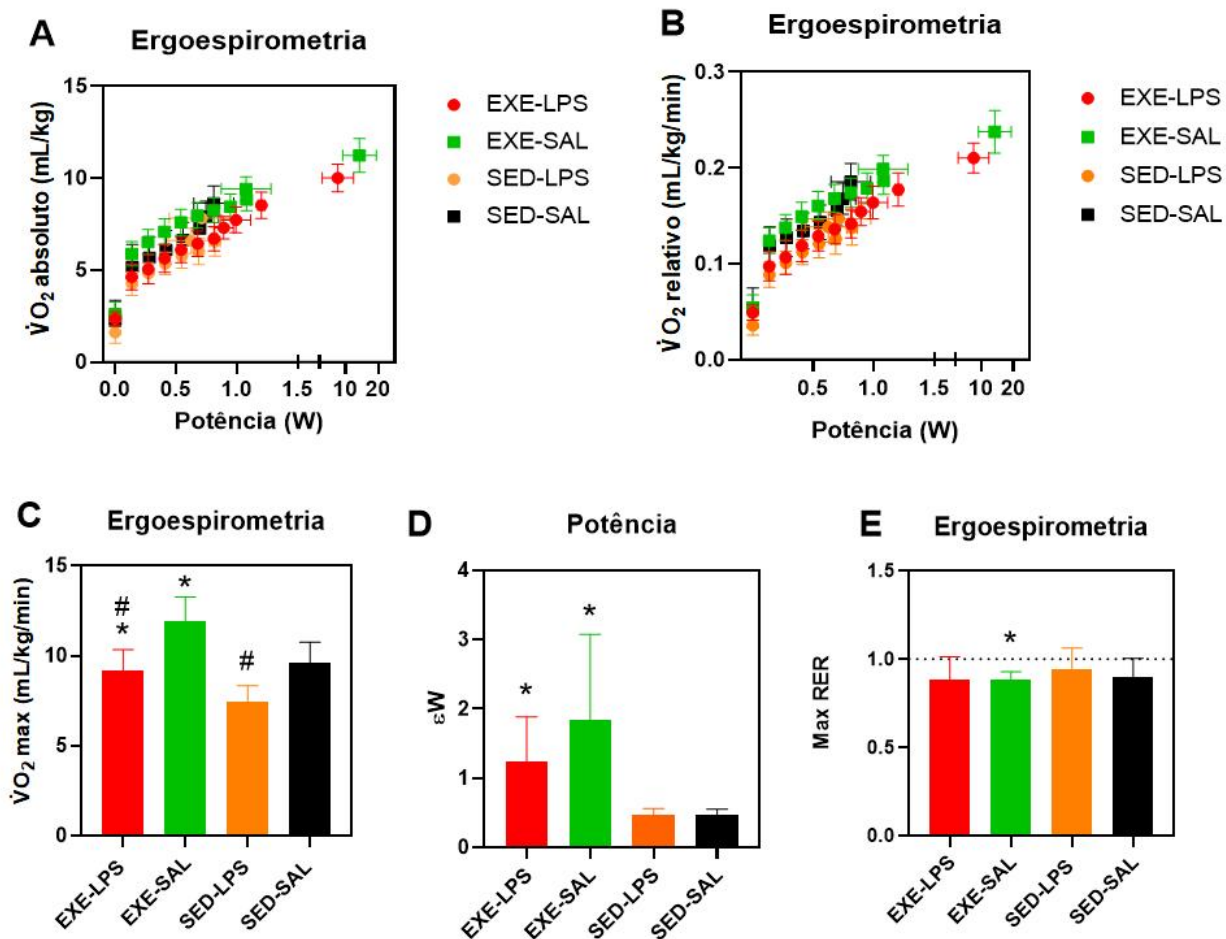 A
Ergoespirometria
V̇O₂ absoluto (mL/kg)
15
10
5
0
0.0 0.5 1.0 1.5 10 20
Potência (W)
EXE-LPS
EXE-SAL
SED-LPS
SED-SAL
B
Ergoespirometria
V̇O₂ relativo (mL/kg/min)
0.3
0.2
0.1
0.0
0.5 1.0 1.5 10 20
Potência (W)
EXE-LPS
EXE-SAL
SED-LPS
SED-SAL
C
Ergoespirometria
V̇O₂ max (mL/kg/min)
15
10
5
0
#
*
*
#
EXE-LPS
EXE-SAL
SED-LPS
SED-SAL
D
Potência
εW
4
3
2
1
0
*
*
EXE-LPS
EXE-SAL
SED-LPS
SED-SAL
E
Ergoespirometria
Max RER
1.5
1.0
0.5
0.0
*
EXE-LPS
EXE-SAL
SED-LPS
SED-SAL